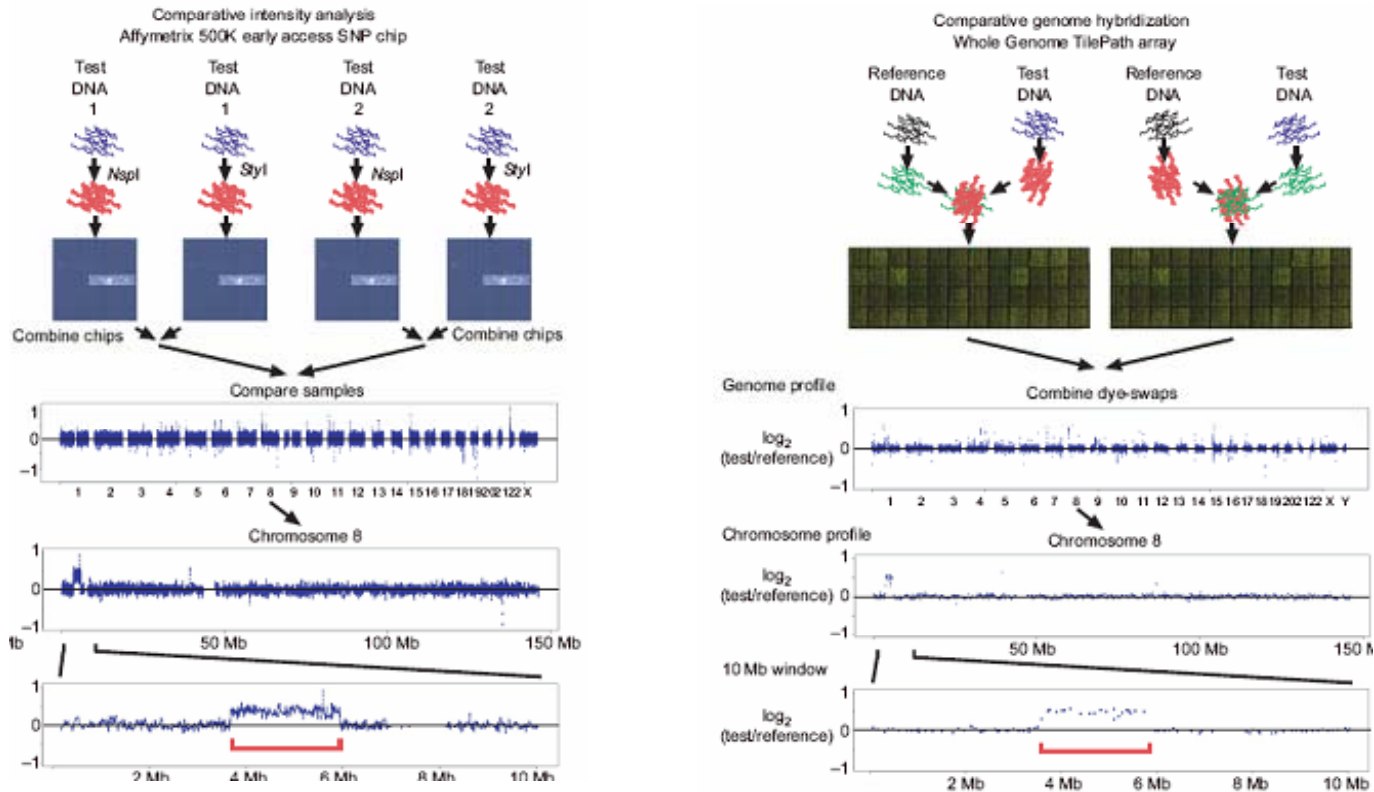 Comparative intensity analysis
Affymetrix 500K early access SNP chip
Test DNA 1
Test DNA 1
Test DNA 2
Test DNA 2
NspI
StyI
NspI
StyI
Combine chips
Combine chips
Compare samples
1
0
–1
1 2 3 4 5 6 7 8 9 10 11 12 13 14 15 16 17 18 19 202 122 X
Chromosome 8
1
0
–1
Mb
50 Mb
100 Mb
150 Mb
1
0
–1
2 Mb
4 Mb
6 Mb
8 Mb
10 Mb
Comparative genome hybridization
Whole Genome TilePath array
Reference DNA
Test DNA
Reference DNA
Test DNA
Genome profile
Combine dye-swaps
log2
(test/reference)
1
0
–1
1 2 3 4 5 6 7 8 9 10 11 12 13 14 15 16 17 18 19 202 122 X Y
Chromosome profile
Chromosome 8
log2
(test/reference)
1
0
–1
50 Mb
100 Mb
150 M
10 Mb window
log2
(test/reference)
1
0
–1
2 Mb
4 Mb
6 Mb
8 Mb
10 Mb